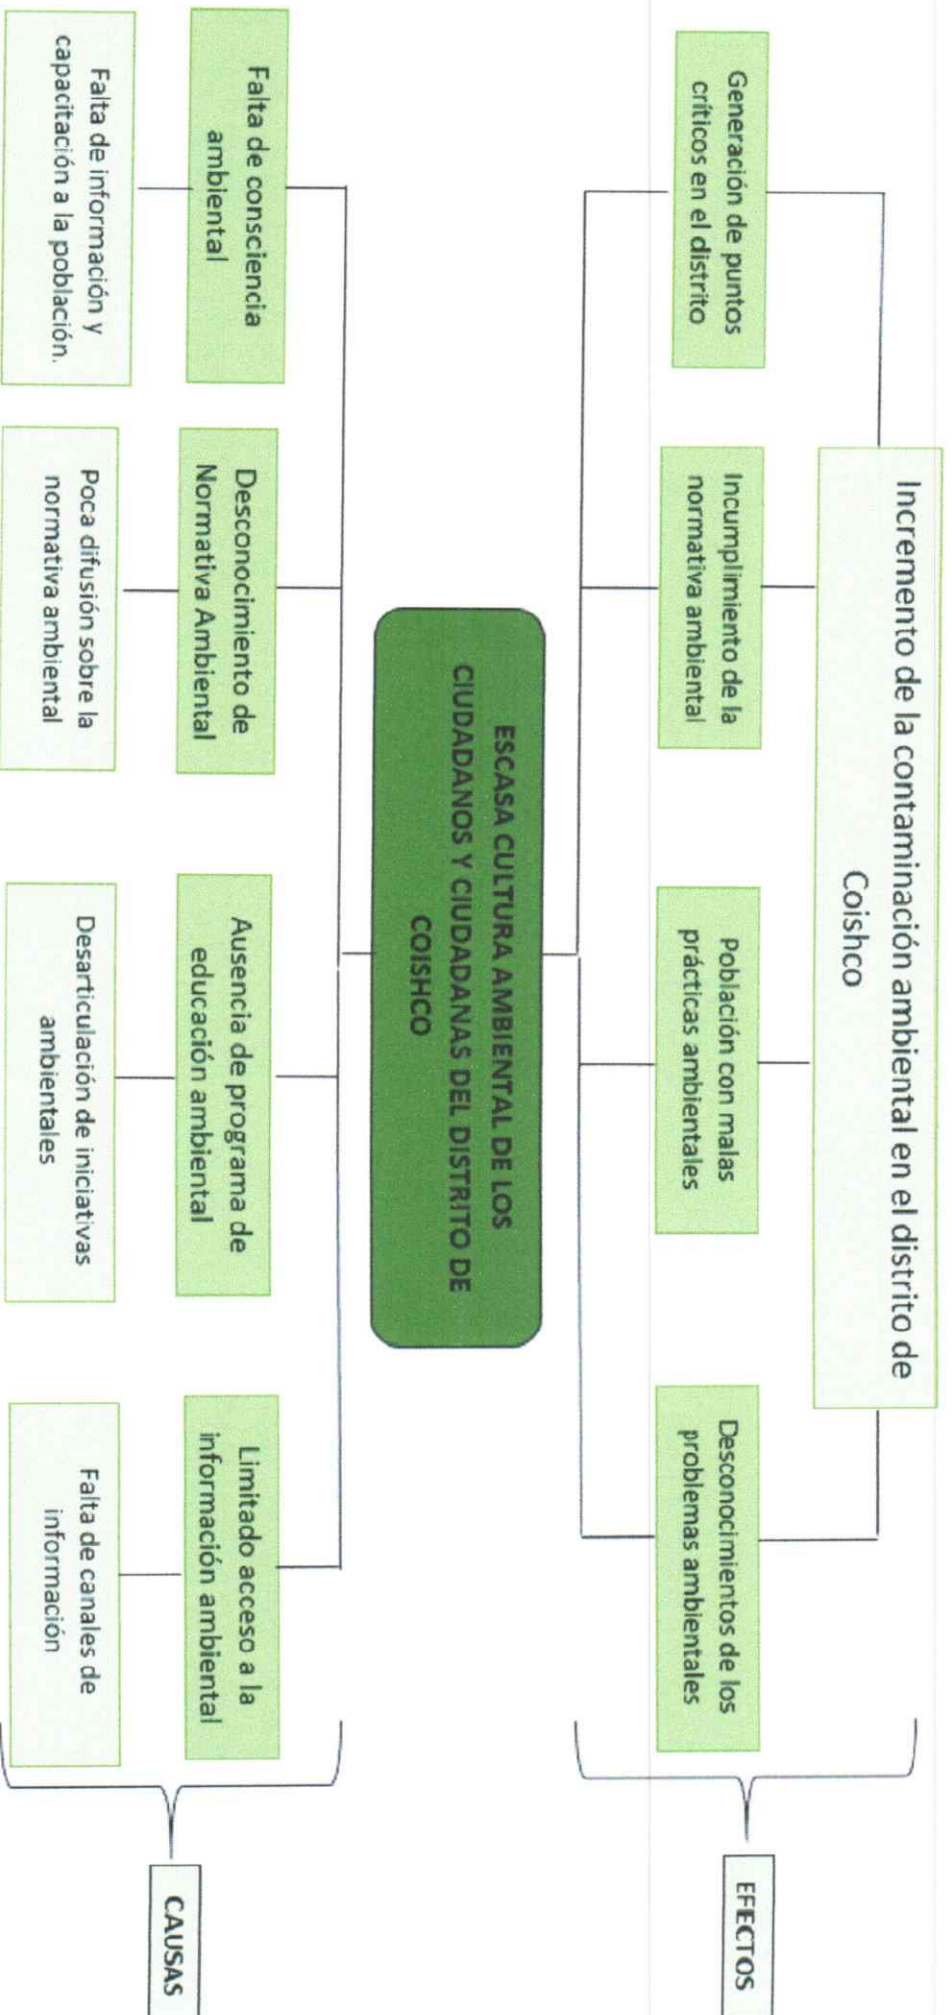 Incremento de la contaminación ambiental en el distrito de
Coishco
Generación de puntos
críticos en el distrito
Incumplimiento de la
normativa ambiental
Población con malas
prácticas ambientales
Desconocimientos de los
problemas ambientales
EFECTOS
ESCASA CULTURA AMBIENTAL DE LOS
CIUDADANOS Y CIUDADANAS DEL DISTRITO DE
COISHCO
Falta de consciencia
ambiental
Desconocimiento de
Normativa Ambiental
Ausencia de programa de
educación ambiental
Limitado acceso a la
información ambiental
Falta de información y
capacitación a la población.
Poca difusión sobre la
normativa ambiental
Desarticulación de iniciativas
ambientales
Falta de canales de
información
CAUSAS